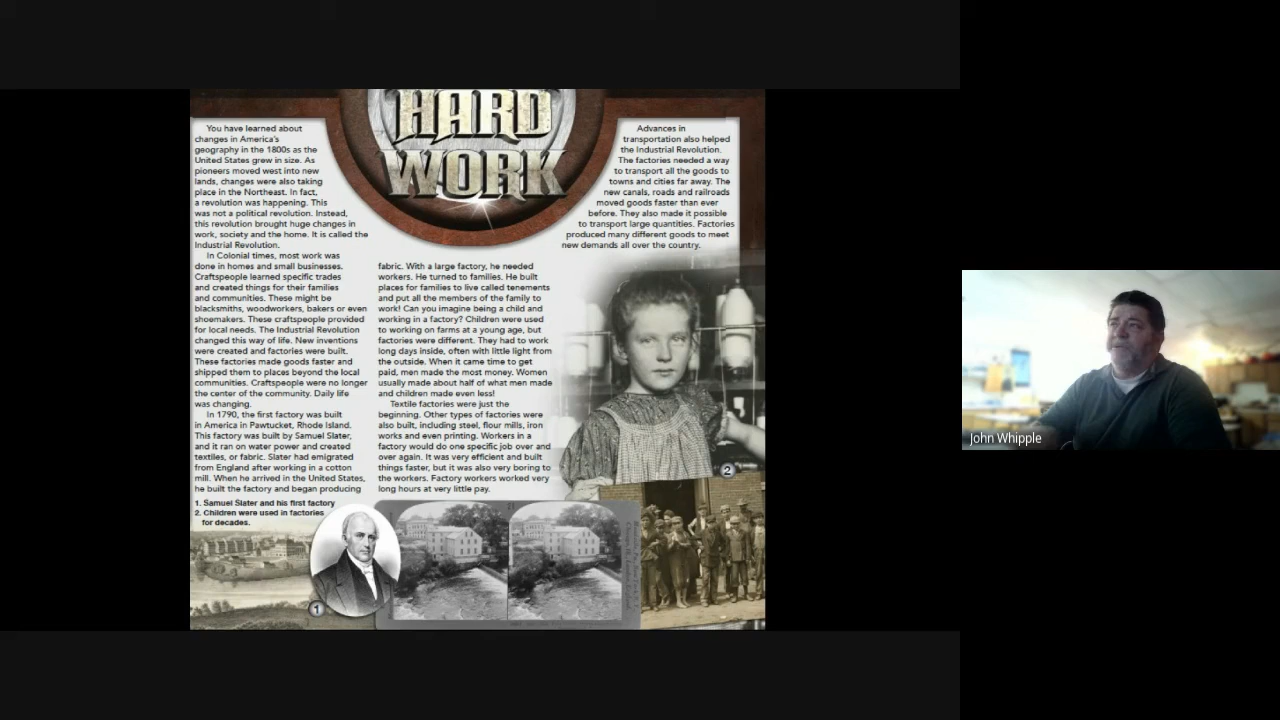 HARD
WORK
You have learned about
changes in America's
geography in the 1800s as the
United States grew in size. As
pioneers moved west into new
lands, changes were also taking
place in the Northeast. In fact,
a revolution was happening. This
was not a political revolution. Instead,
this revolution brought huge changes in
work, society and the home. It is called the
Industrial Revolution.
In Colonial times, most work was
done in homes and small businesses.
Craftspeople learned specific trades
and created things for their families
and communities. These might be
blacksmiths, woodworkers, bakers or even
shoemakers. These craftspeople provided
for local needs. The Industrial Revolution
changed this way of life. New inventions
were created and factories were built.
These factories made goods faster and
shipped them to places beyond the local
communities. Craftspeople were no longer
the center of the community. Daily life
was changing.
In 1790, the first factory was built
in America in Pawtucket, Rhode Island.
This factory was built by Samuel Slater,
and it ran on water power and created
textiles, or fabric. Slater had emigrated
from England after working in a cotton
mill. When he arrived in the United States,
he built the factory and began producing
fabric. With a large factory, he needed
workers. He turned to families. He built
places for families to live called tenements
and put all the members of the family to
work! Can you imagine being a child and
working in a factory? Children were used
to working on farms at a young age, but
factories were different. They had to work
long days inside, often with little light from
the outside. When it came time to get
paid, men made the most money. Women
usually made about half of what men made
and children made even less!
Textile factories were just the
beginning. Other types of factories were
also built, including steel, flour mills, iron
works and even printing. Workers in a
factory would do one specific job over and
over again. It was very efficient and built
things faster, but it was also very boring to
the workers. Factory workers worked very
long hours at very little pay.
Advances in
transportation also helped
the Industrial Revolution.
The factories needed a way
to transport all the goods to
towns and cities far away. The
new canals, roads and railroads
moved goods faster than ever
before. They also made it possible
to transport large quantities. Factories
produced many different goods to meet
new demands all over the country.
1. Samuel Slater and his first factory
2. Children were used in factories
for decades.
1
2
John Whipple